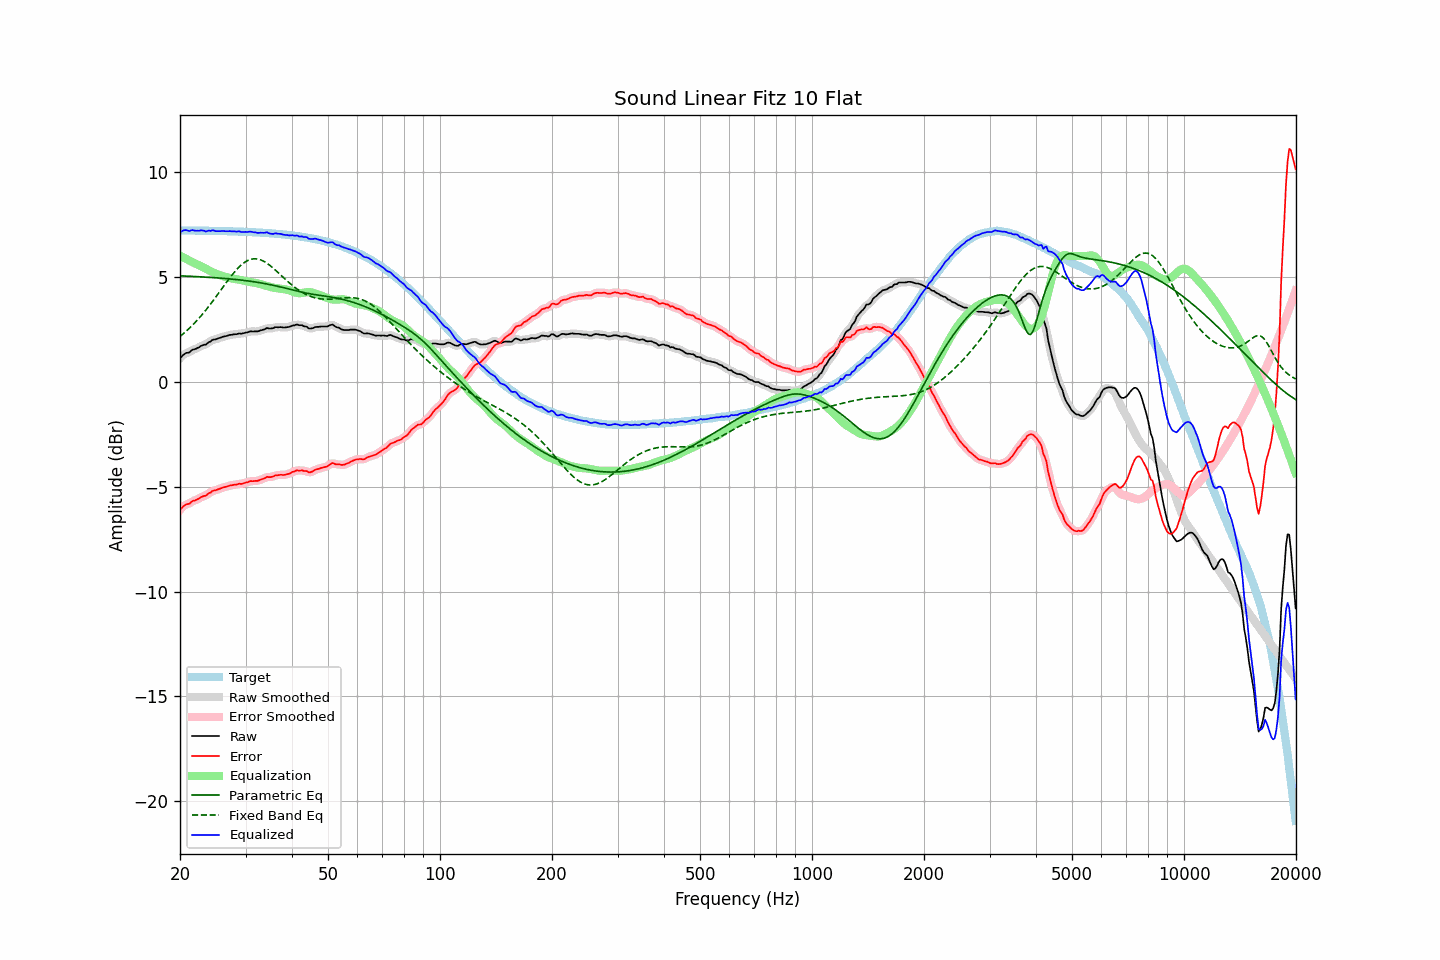 Sound Linear Fitz 10 Flat
Amplitude (dBr)
10
5
0
−5
−10
−15
−20
Target
Raw Smoothed
Error Smoothed
Raw
Error
Equalization
Parametric Eq
Fixed Band Eq
Equalized
20 50 100 200 500 1000 2000 5000 10000 20000
Frequency (Hz)